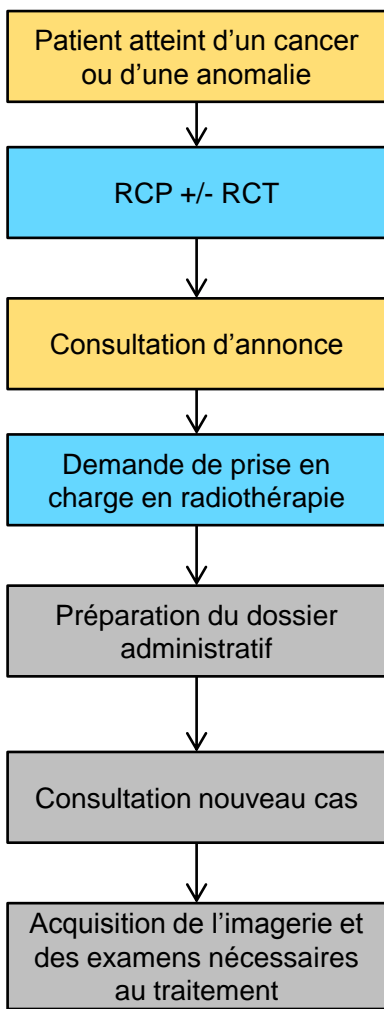 Patient atteint d’un cancer
ou d’une anomalie
RCP +/- RCT
Consultation d’annonce
Demande de prise en
charge en radiothérapie
Préparation du dossier
administratif
Consultation nouveau cas
Acquisition de l’imagerie et
des examens nécessaires
au traitement